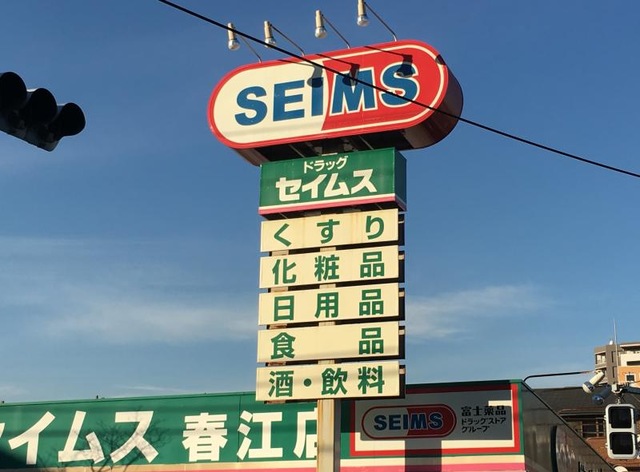 SEIMS
ドラッグ
セイムス
くすり
化粧品
日用品
食品
酒・飲料
セイムス 春江店
SEIMS
富士薬品
ドラッグストア
グループ